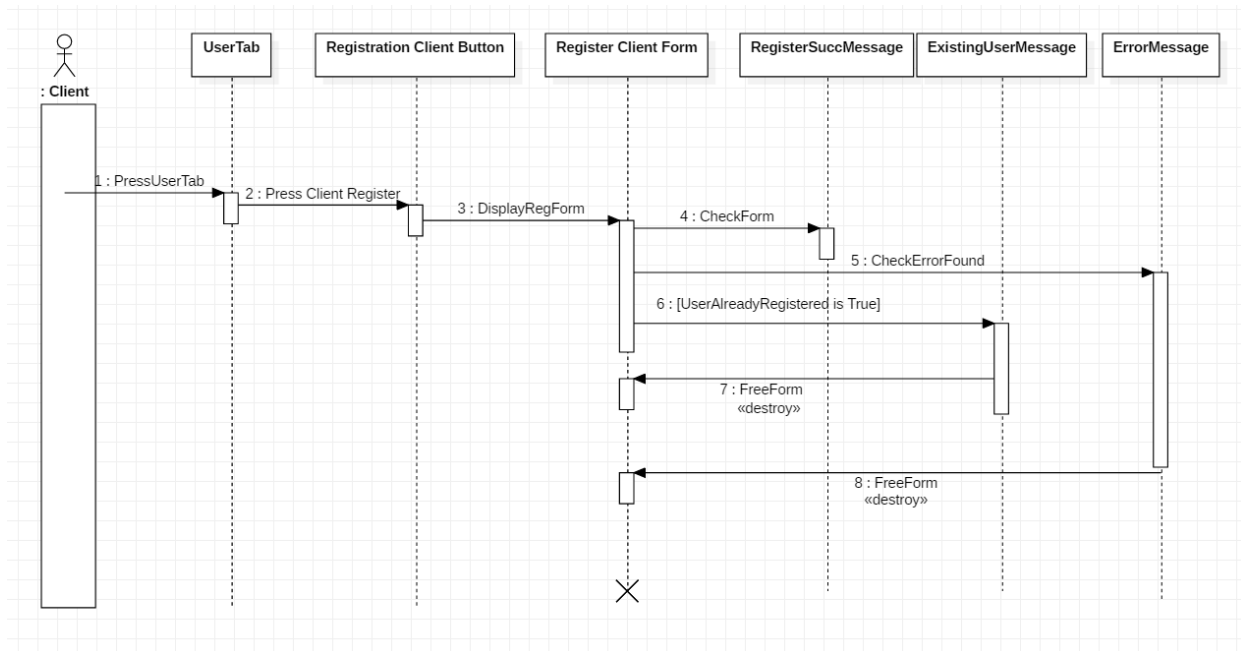 UserTab
Registration Client Button
Register Client Form
RegisterSuccMessage
ExistingUserMessage
ErrorMessage
: Client
1 : PressUserTab
2 : Press Client Register
3 : DisplayRegForm
4 : CheckForm
5 : CheckErrorFound
6 : [UserAlreadyRegistered is True]
7 : FreeForm
«destroy»
8 : FreeForm
«destroy»